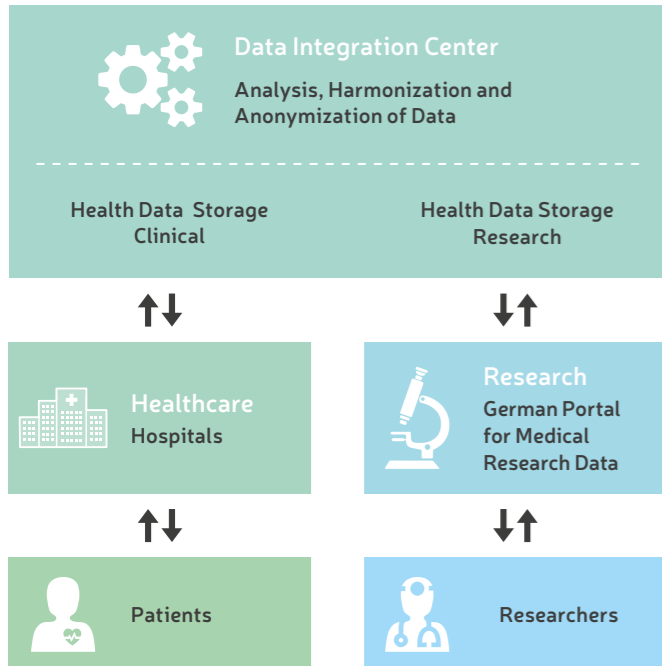 Data Integration Center
Analysis, Harmonization and
Anonymization of Data
Health Data Storage
Clinical
Health Data Storage
Research
Healthcare
Hospitals
Research
German Portal
for Medical
Research Data
Patients
Researchers